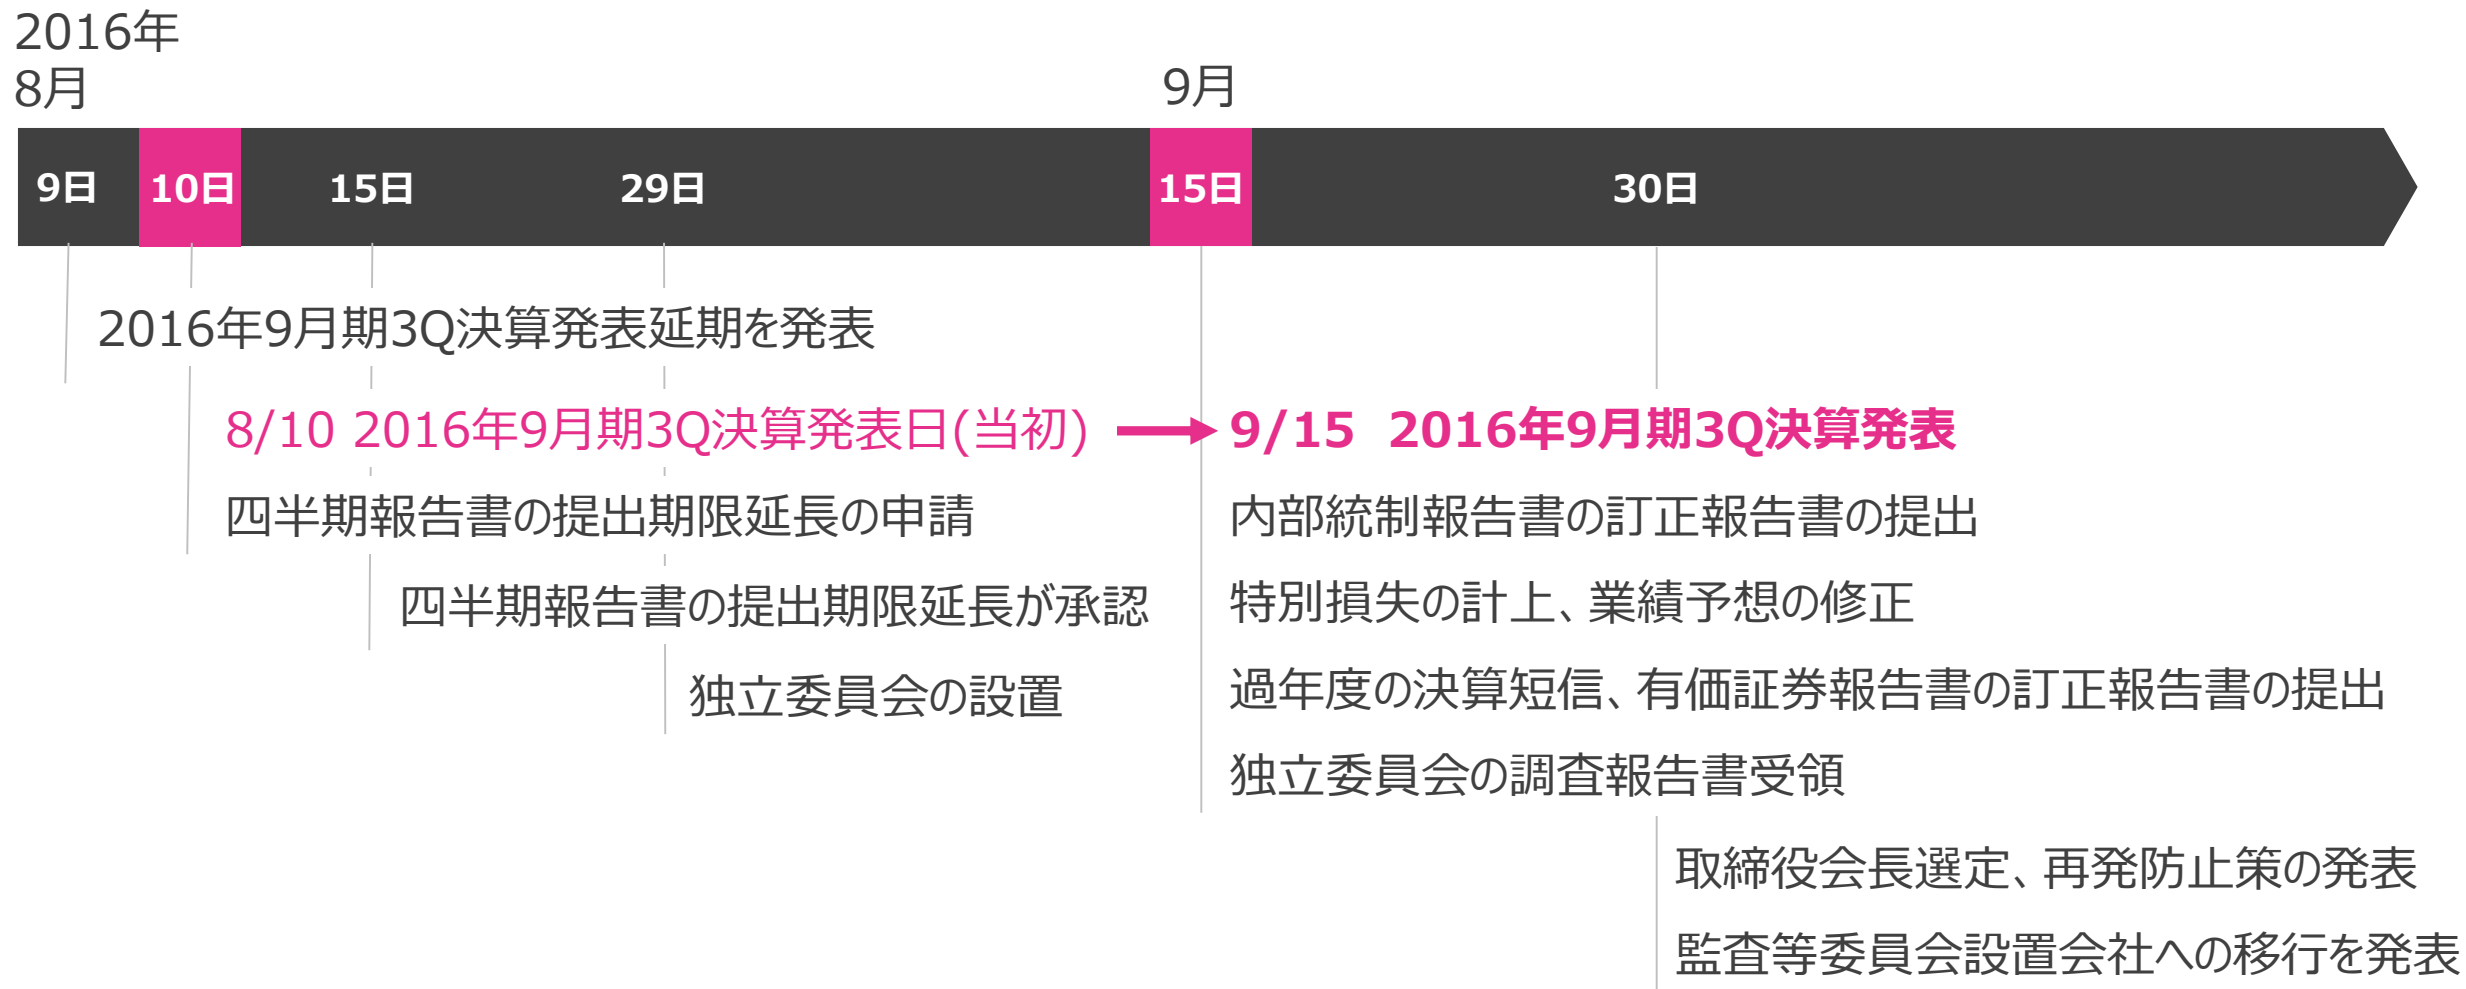 2016年
8月
9月
9日
10日
15日
29日
15日
30日
2016年9月期3Q決算発表延期を発表
8/10 2016年9月期3Q決算発表日(当初)
9/15 2016年9月期3Q決算発表
四半期報告書の提出期限延長の申請
内部統制報告書の訂正報告書の提出
四半期報告書の提出期限延長が承認
特別損失の計上、業績予想の修正
独立委員会の設置
過年度の決算短信、有価証券報告書の訂正報告書の提出
独立委員会の調査報告書受領
取締役会長選定、再発防止策の発表
監査等委員会設置会社への移行を発表